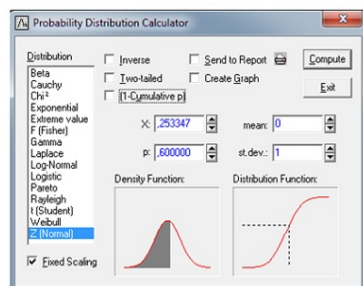 Probability Distribution Calculator
Distribution
Beta
Cauchy
Chi ²
Exponential
Extreme value
F (Fisher)
Gamma
Laplace
Log-Normal
Logistic
Pareto
Rayleigh
t (Student)
Weibull
Z (Normal)
Fixed Scaling
Inverse
Two-tailed
(1-Cumulative p)
Send to Report
Create Graph
Compute
Exit
X: ,253347
mean: 0
p: ,600000
st.dev.: 1
Density Function:
Distribution Function: